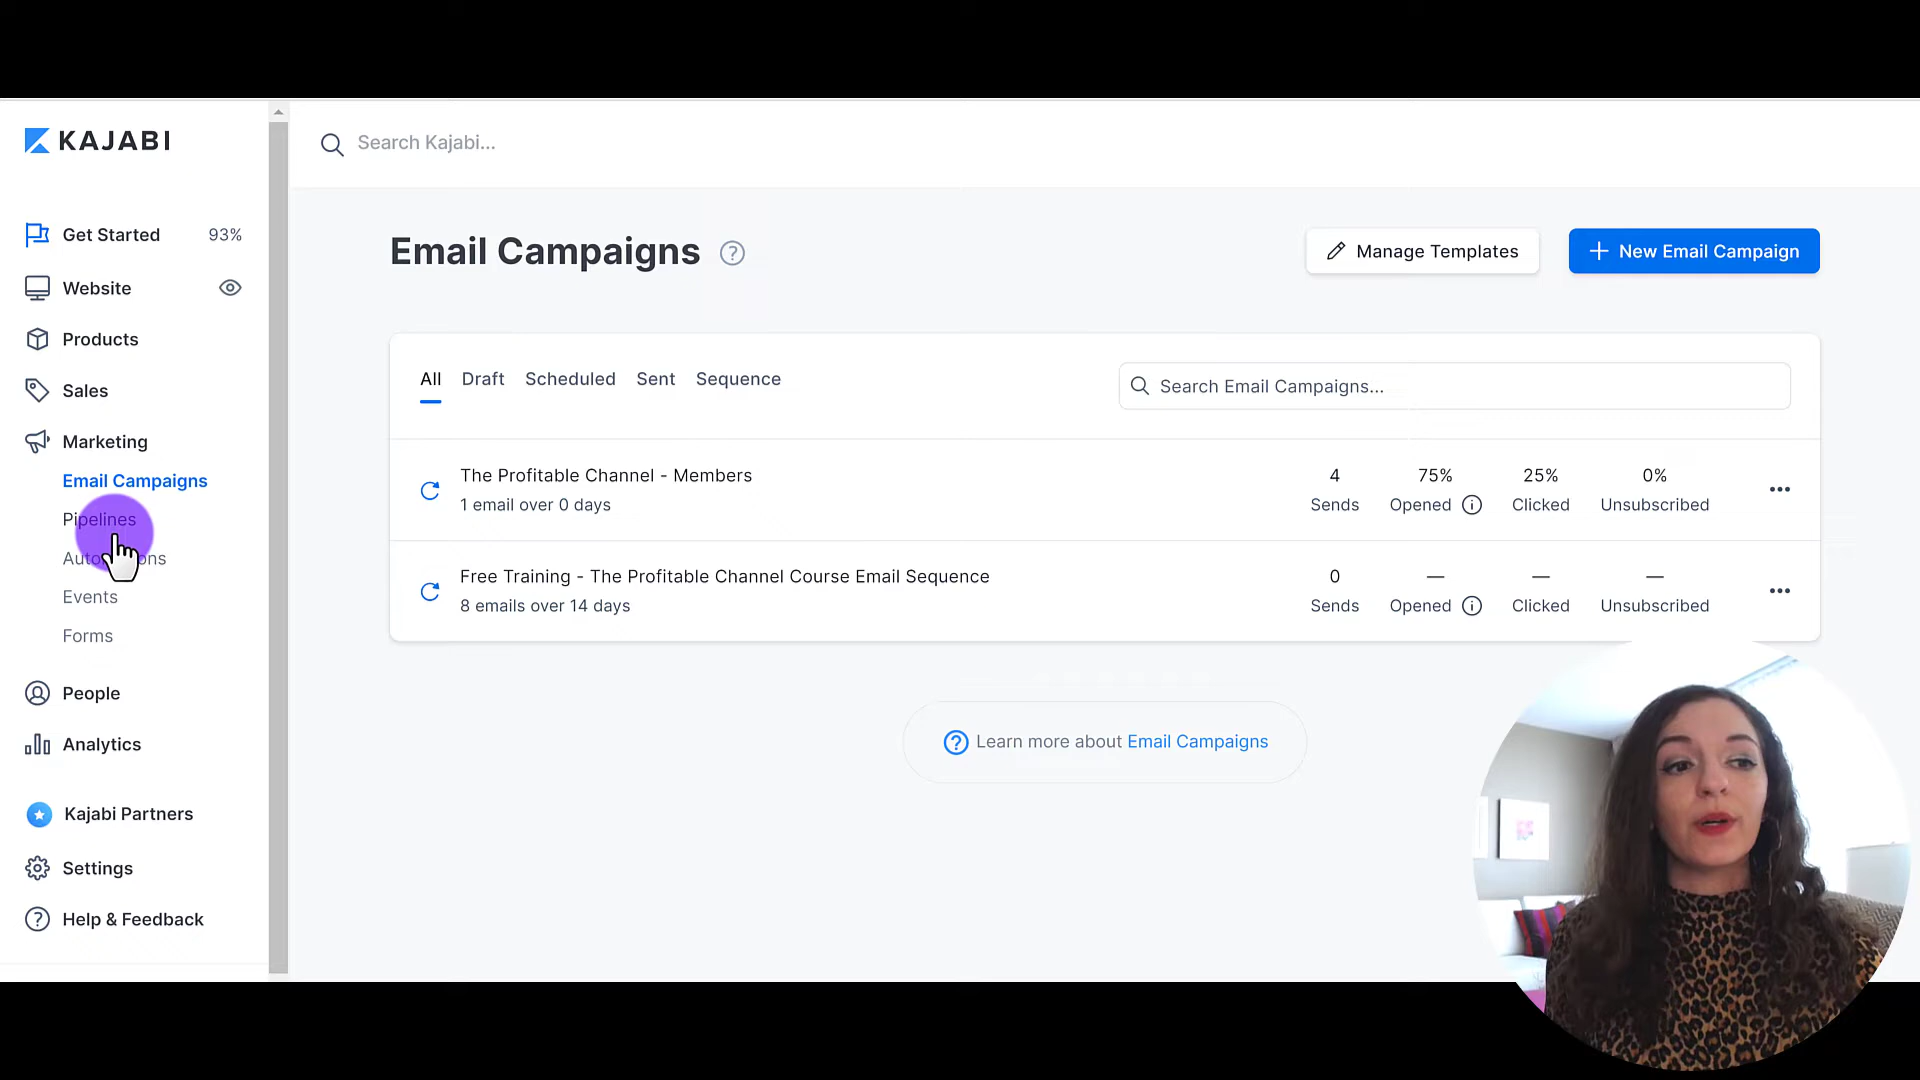 KAJABI
Get Started 93%
Website
Products
Sales
Marketing
Email Campaigns
Pipelines
Events
Forms
People
Analytics
Kajabi Partners
Settings
Help & Feedback
Search Kajabi...
Email Campaigns
Manage Templates
New Email Campaign
All Draft Scheduled Sent Sequence
Search Email Campaigns...
The Profitable Channel - Members
1 email over 0 days
4 75% 25% 0%
Sends Opened Clicked Unsubscribed
Free Training - The Profitable Channel Course Email Sequence
8 emails over 14 days
0 — — —
Sends Opened Clicked Unsubscribed
Learn more about Email Campaigns